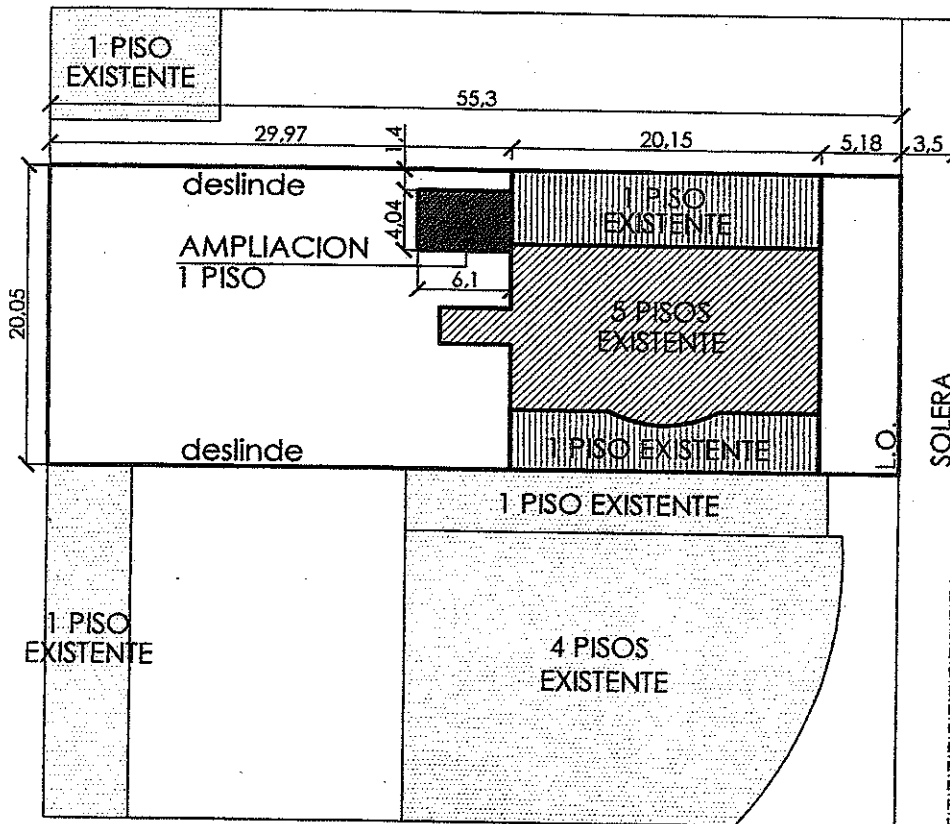 1 PISO
EXISTENTE
55,3
29,97
1,4
20,15
5,18
3,5
deslinde
1 PISO
EXISTENTE
4,04
AMPLIACION
1 PISO
6,1
20,05
5 PISOS
EXISTENTE
deslinde
1 PISO EXISTENTE
L.O.
SOLERA
1 PISO EXISTENTE
1 PISO
EXISTENTE
4 PISOS
EXISTENTE